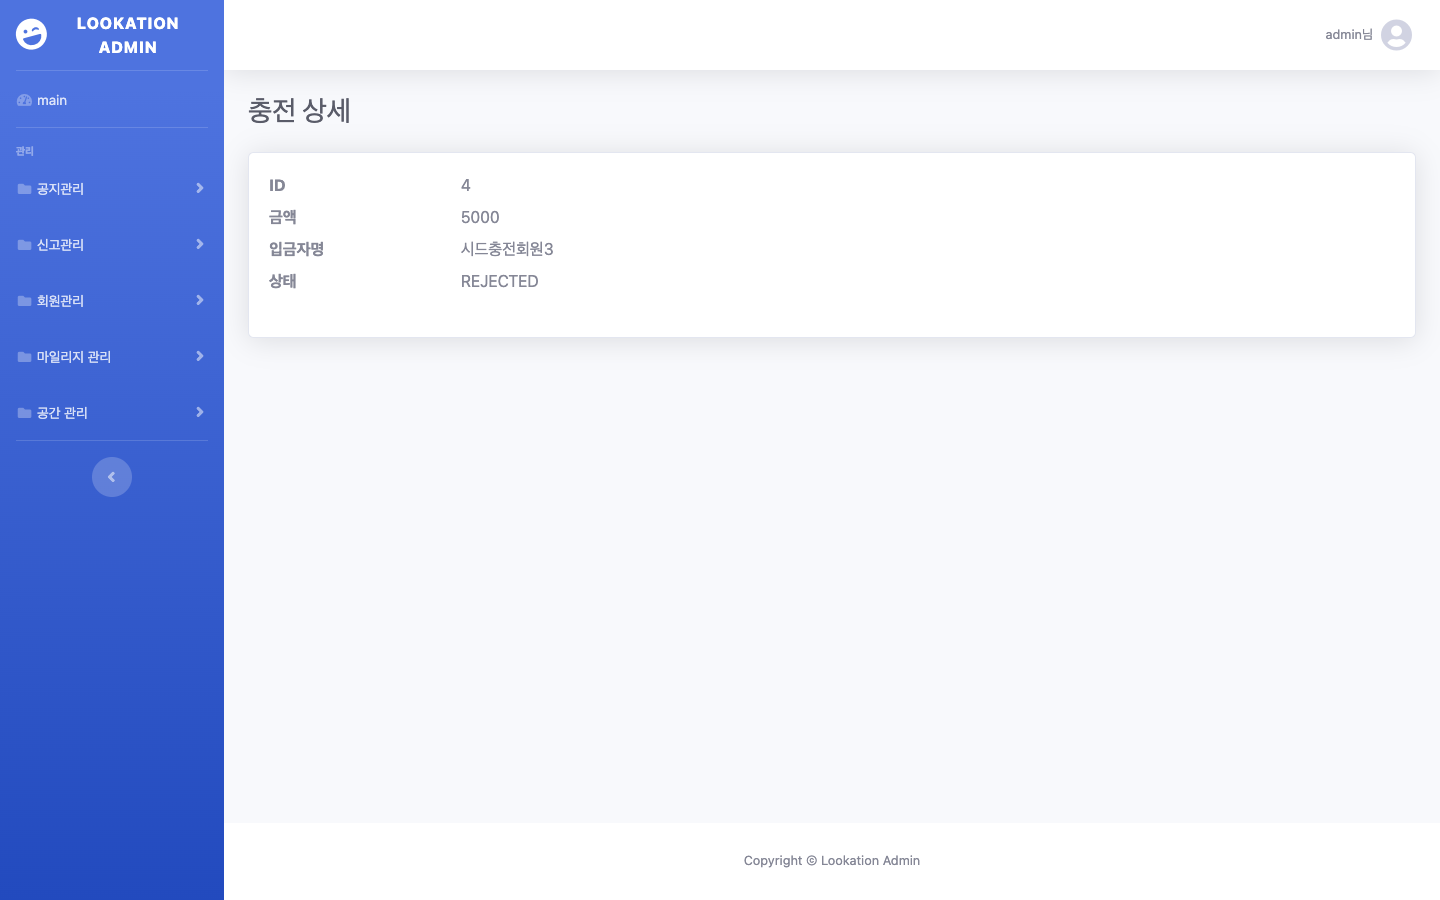 LOOKATION
ADMIN
admin님
main
관리
공지관리
신고관리
회원관리
마일리지 관리
공간 관리
충전 상세
ID 4
금액 5000
입금자명 시드충전회원3
상태 REJECTED
Copyright © Lookation Admin